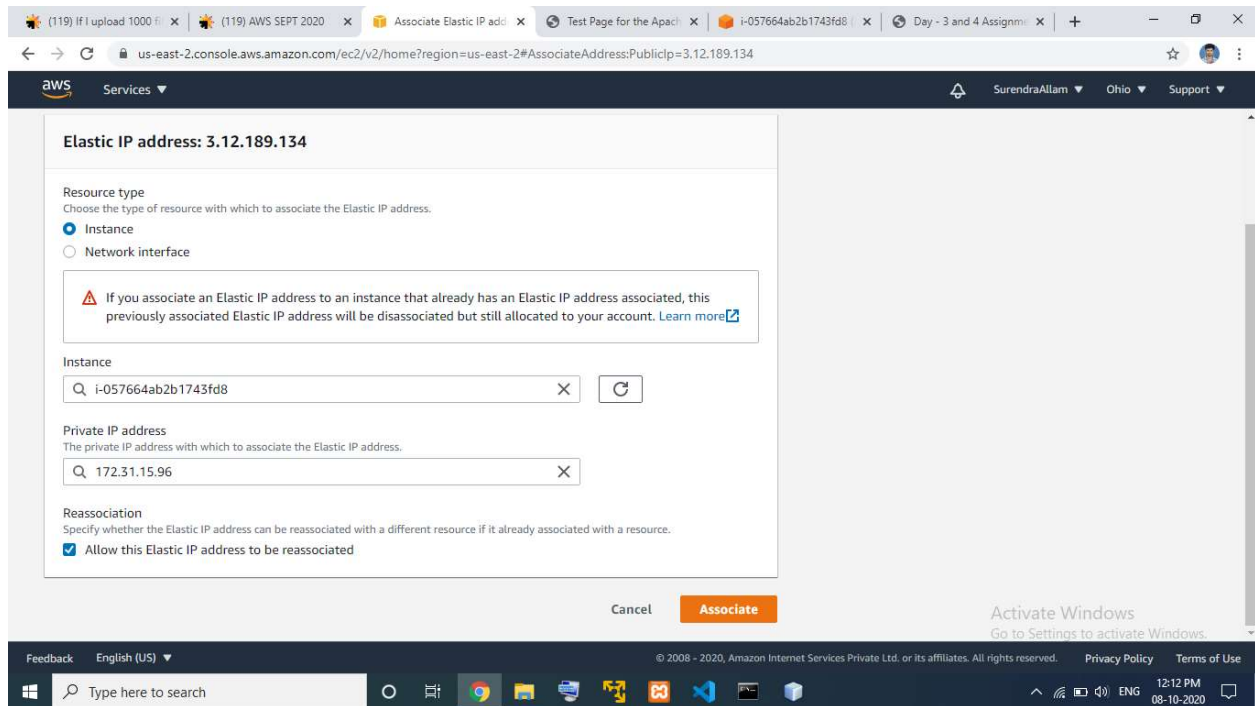 (119) If I upload 1000 fi
(119) AWS SEPT 2020
Associate Elastic IP add
Test Page for the Apach
i-057664ab2b1743fd8 (
Day - 3 and 4 Assignme
us-east-2.console.aws.amazon.com/ec2/v2/home?region=us-east-2#AssociateAddress:PublicIp=3.12.189.134
aws Services ▼ SurendraAllam ▼ Ohio ▼ Support ▼
Elastic IP address: 3.12.189.134
Resource type
Choose the type of resource with which to associate the Elastic IP address.
Instance
Network interface
If you associate an Elastic IP address to an instance that already has an Elastic IP address associated, this
previously associated Elastic IP address will be disassociated but still allocated to your account. Learn more
Instance
i-057664ab2b1743fd8
Private IP address
The private IP address with which to associate the Elastic IP address.
172.31.15.96
Reassociation
Specify whether the Elastic IP address can be reassociated with a different resource if it already associated with a resource.
Allow this Elastic IP address to be reassociated
Cancel Associate
Activate Windows
Go to Settings to activate Windows.
Feedback English (US) ▼ © 2008 - 2020, Amazon Internet Services Private Ltd. or its affiliates. All rights reserved. Privacy Policy Terms of Use
Type here to search
ENG
12:12 PM
08-10-2020